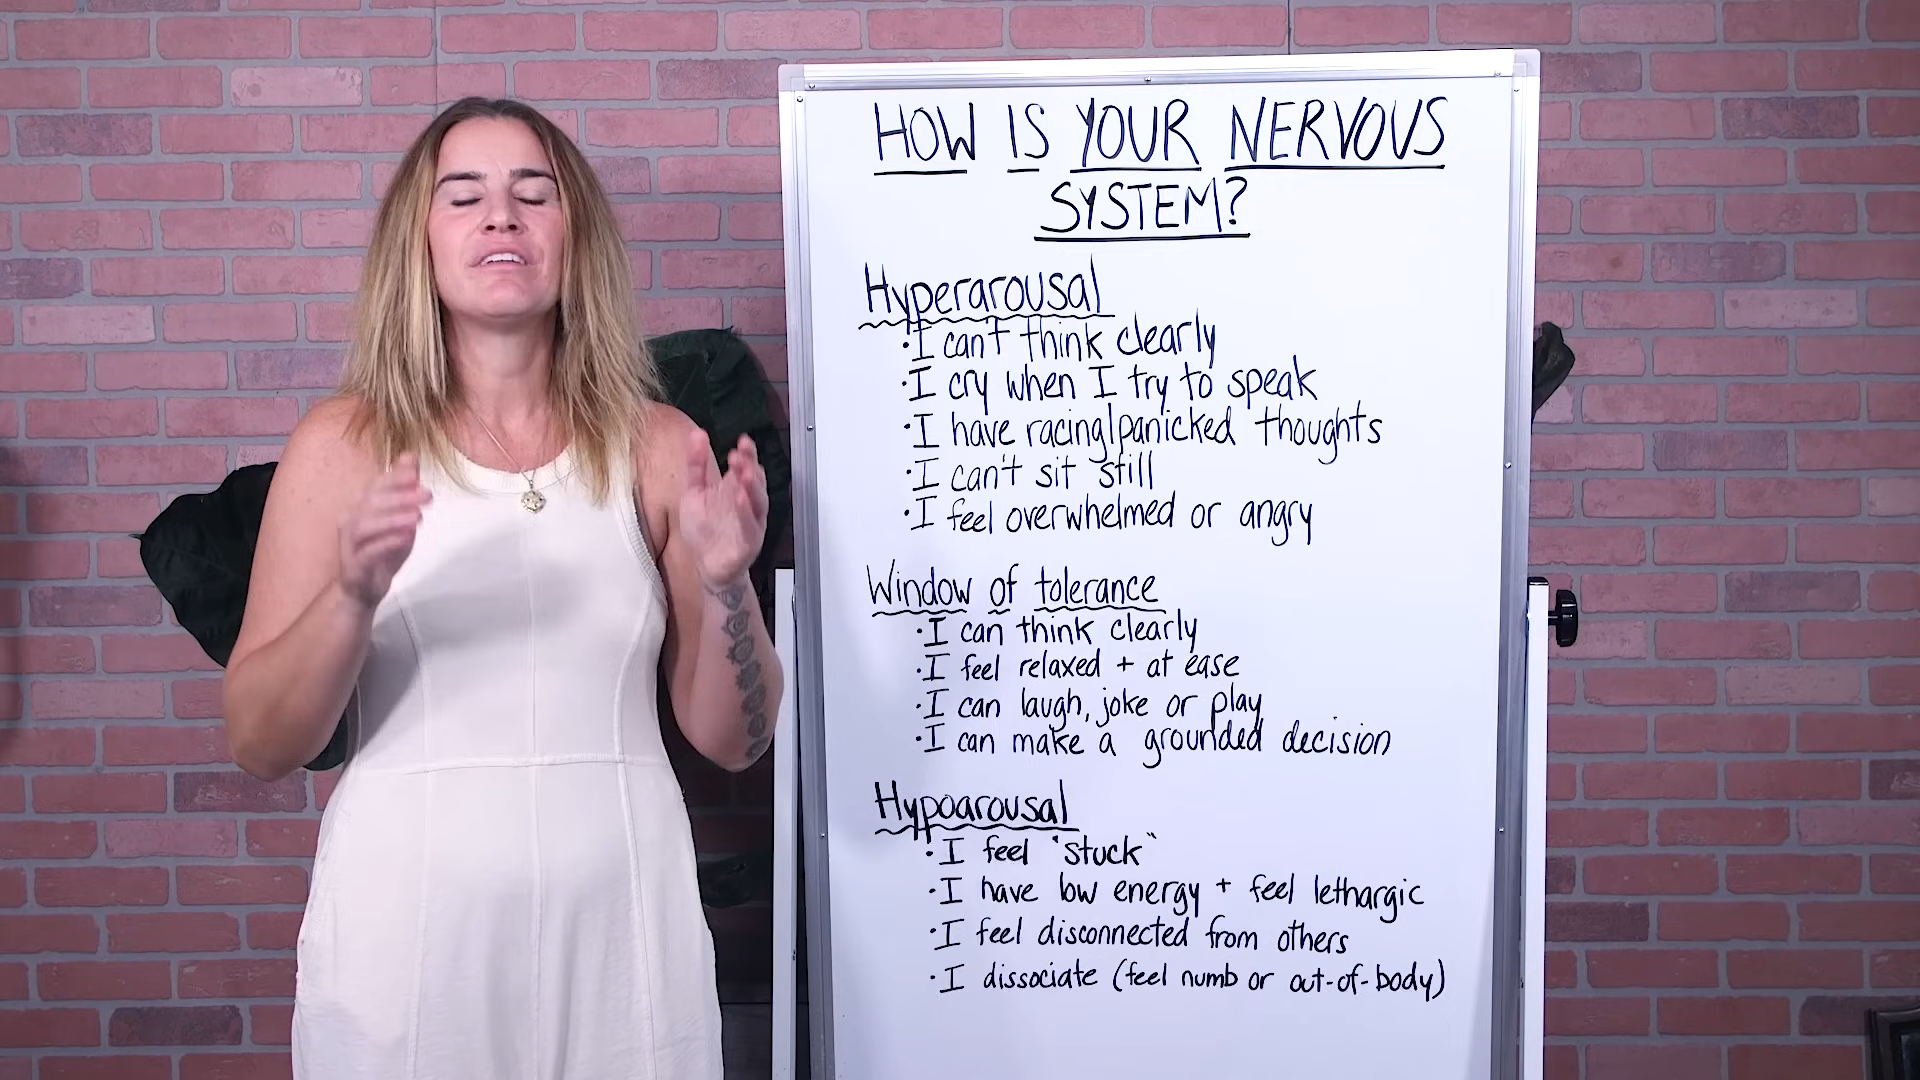 HOW IS YOUR NERVOUS
SYSTEM?
Hyperarousal
·I can't think clearly
·I cry when I try to speak
·I have racing/panicked thoughts
·I can't sit still
·I feel overwhelmed or angry
Window of tolerance
·I can think clearly
·I feel relaxed + at ease
·I can laugh, joke or play
·I can make a grounded decision
Hypoarousal
·I feel "stuck"
·I have low energy + feel lethargic
·I feel disconnected from others
·I dissociate (feel numb or out-of-body)